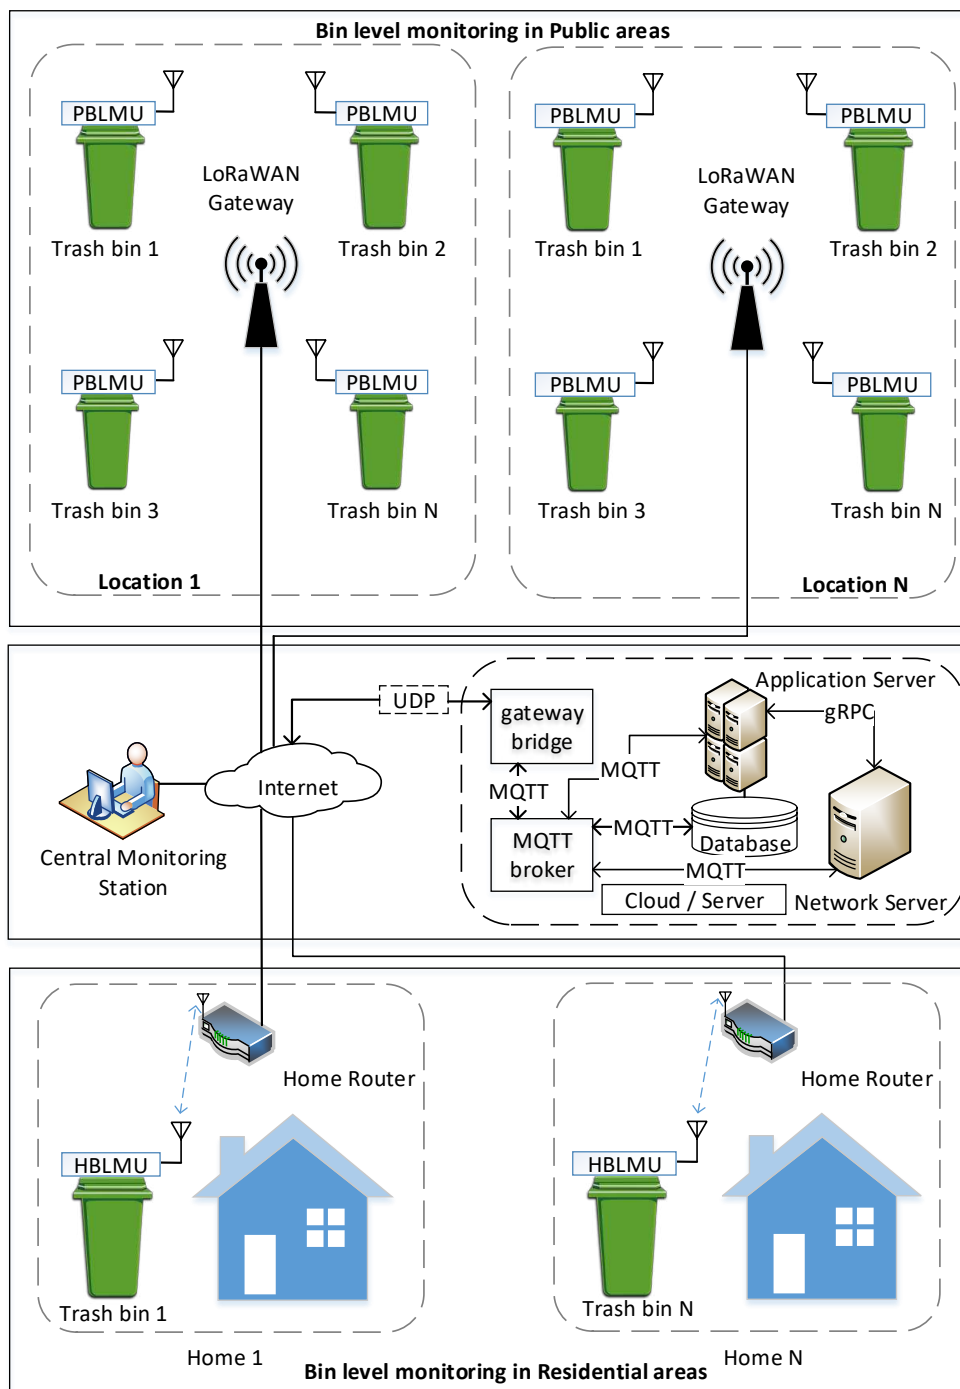 Bin level monitoring in Public areas
PBLMU
PBLMU
LoRaWAN
Gateway
Trash bin 1
Trash bin 2
PBLMU
PBLMU
Trash bin 3
Trash bin N
Location 1
PBLMU
PBLMU
LoRaWAN
Gateway
Trash bin 1
Trash bin 2
PBLMU
PBLMU
Trash bin 3
Trash bin N
Location N
UDP
gateway
bridge
Application Server
gRPC
MQTT
MQTT
Internet
MQTT
broker
MQTT
Database
MQTT
Cloud / Server
Network Server
Central Monitoring
Station
Home Router
HBLMU
Trash bin 1
Home 1
Home Router
HBLMU
Trash bin N
Home N
Bin level monitoring in Residential areas